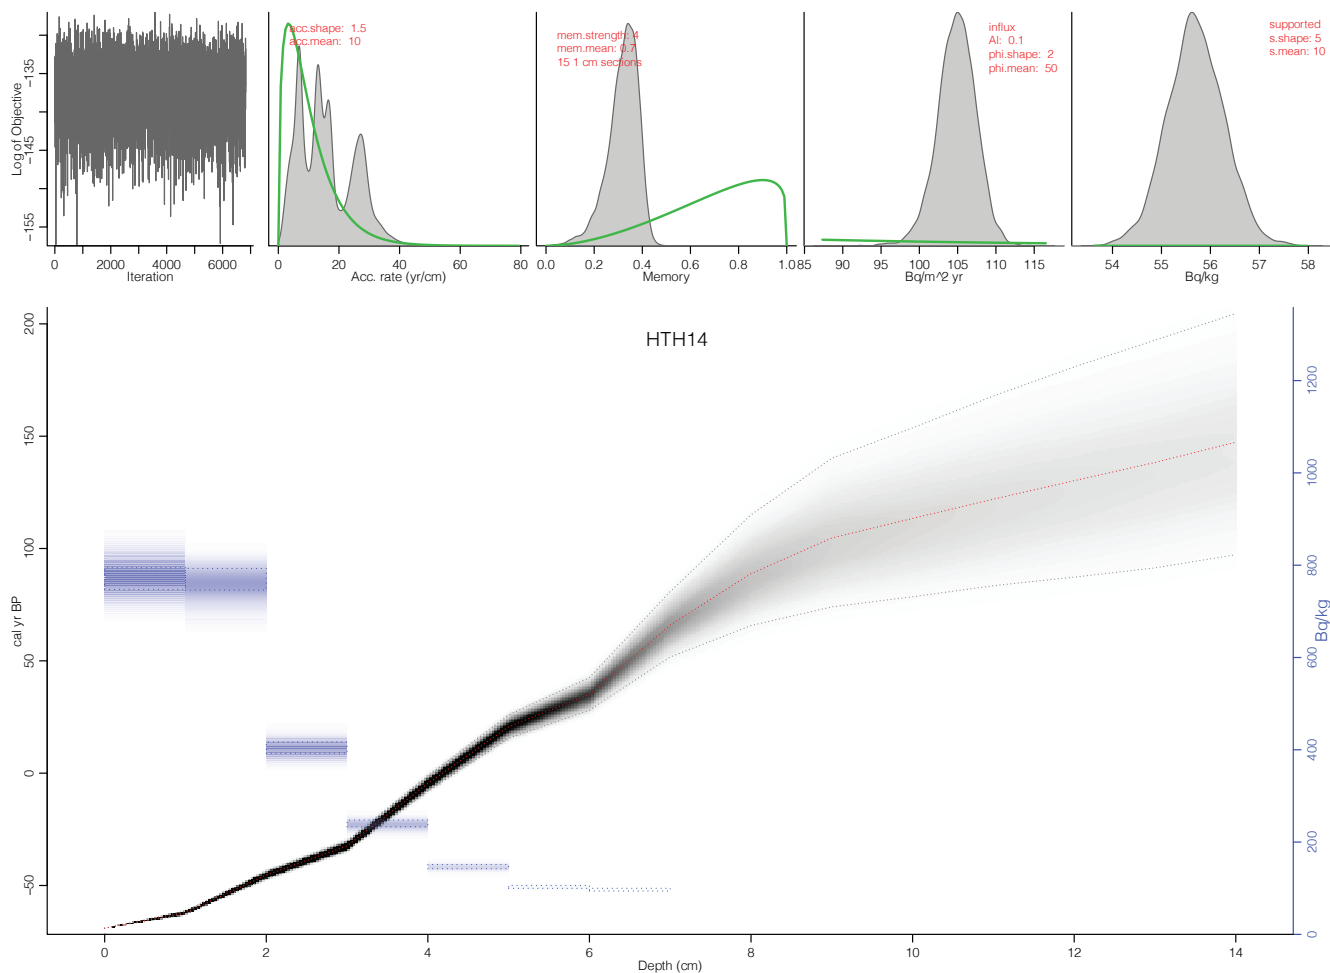 Log of Objective
−155
−145
−135
0 2000 4000 6000
Iteration
acc.shape: 1.5
acc.mean: 10
0 20 40 60 80
Acc. rate (yr/cm)
mem.strength: 4
mem.mean: 0.7
15 1 cm sections
0.0 0.2 0.4 0.6 0.8 1.0
Memory
influx
Al: 0.1
phi.shape: 2
phi.mean: 50
85 90 95 100 105 110 115
Bq/m^2 yr
supported
s.shape: 5
s.mean: 10
54 55 56 57 58
Bq/kg
HTH14
cal yr BP
−50
0
50
100
150
200
0 2 4 6 8 10 12 14
Depth (cm)
0
200
400
600
800
1000
1200
Bq/kg